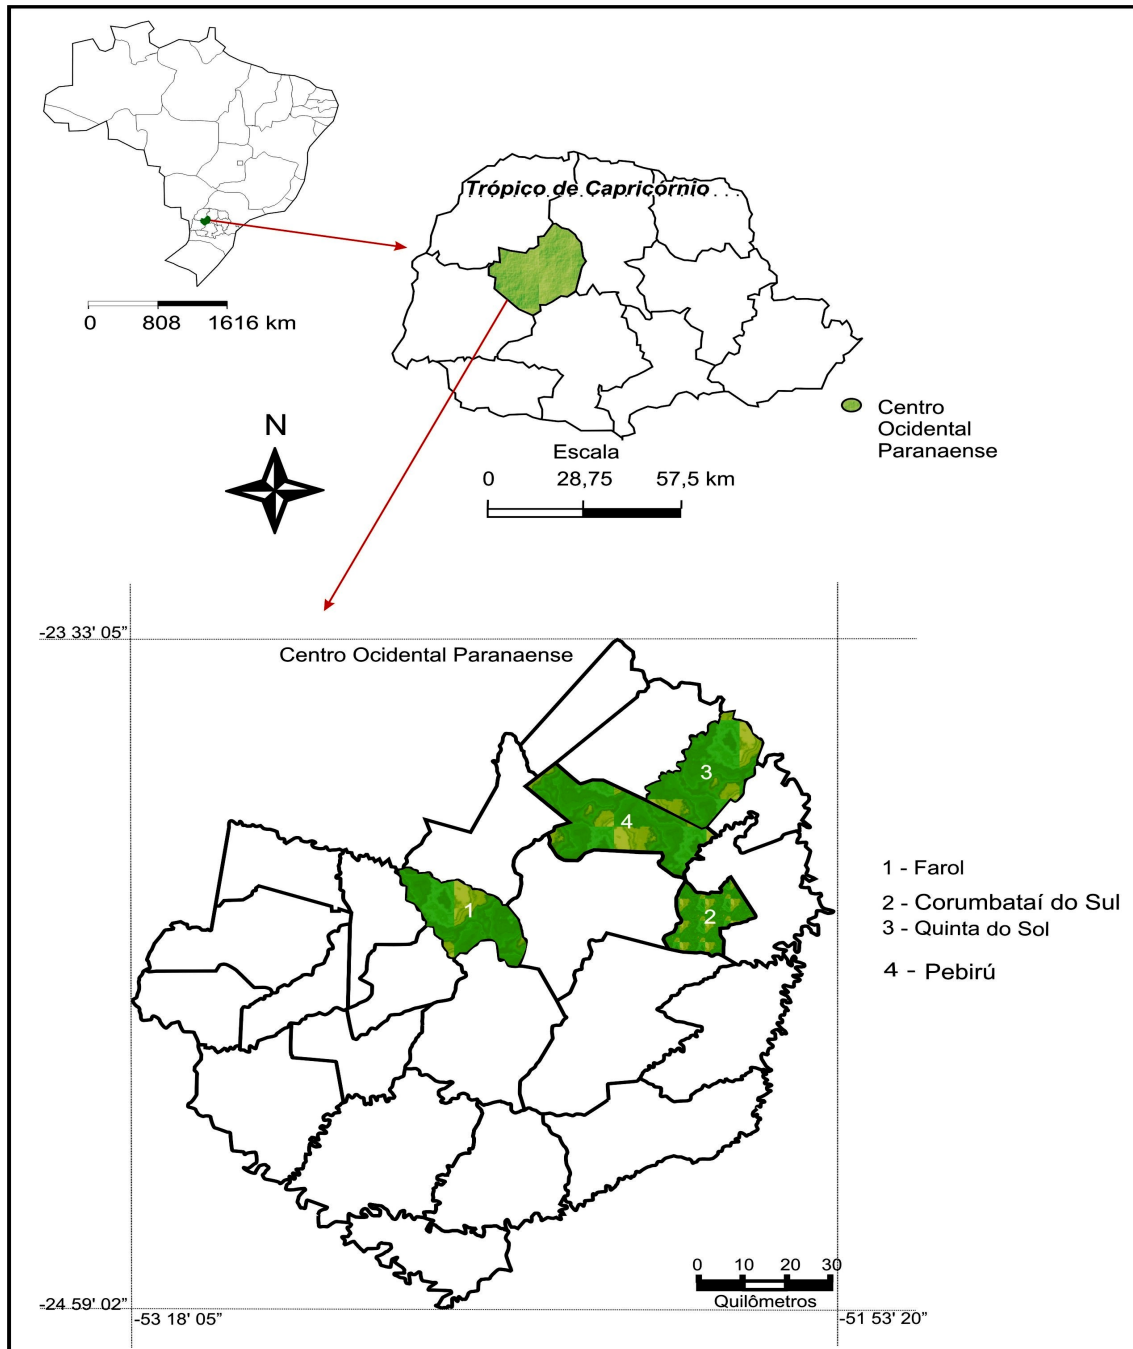 Trópico de Capricórnio
0 808 1616 km
Centro
Ocidental
Paranaense
N
Escala
0 28,75 57,5 km
-23 33' 05”
Centro Ocidental Paranaense
3
4
1
2
1 - Farol
2 - Corumbataí do Sul
3 - Quinta do Sol
4 - Pebirú
0 10 20 30
Quilômetros
-24 59' 02”
-53 18' 05”
-51 53' 20”